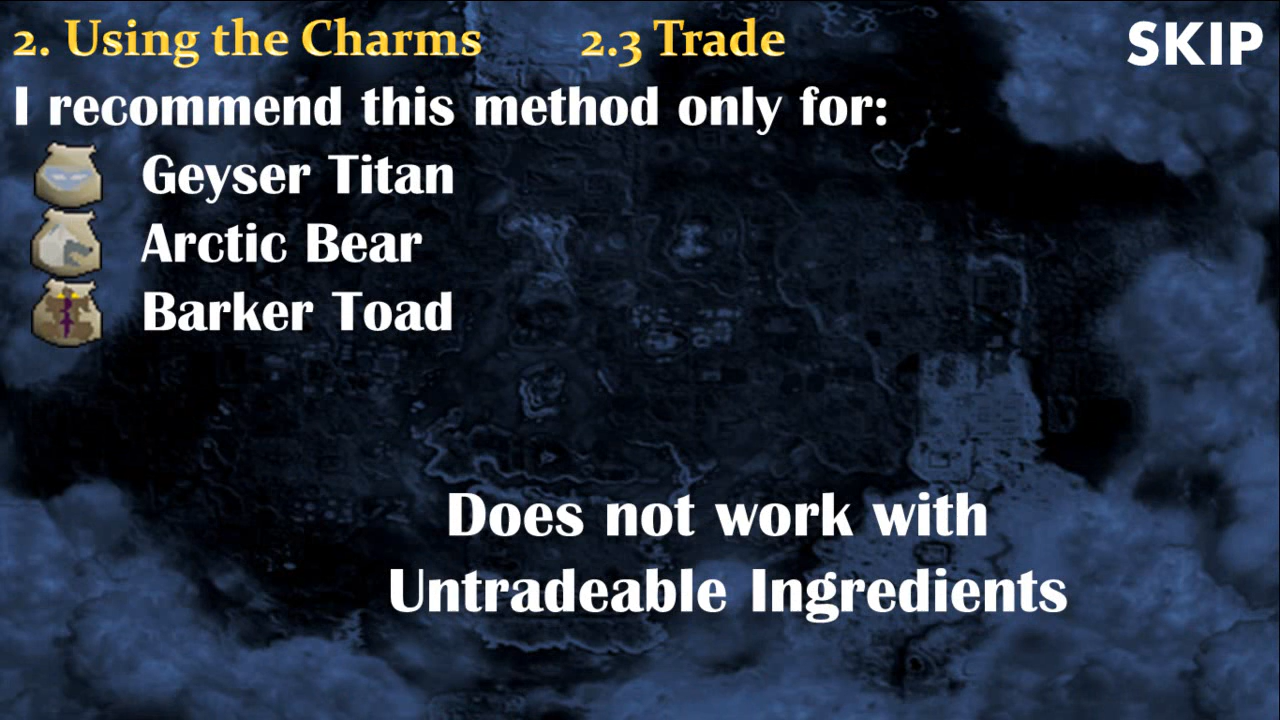 2. Using the Charms 2.3 Trade SKIP
I recommend this method only for:
Geyser Titan
Arctic Bear
Barker Toad
Does not work with
Untradeable Ingredients